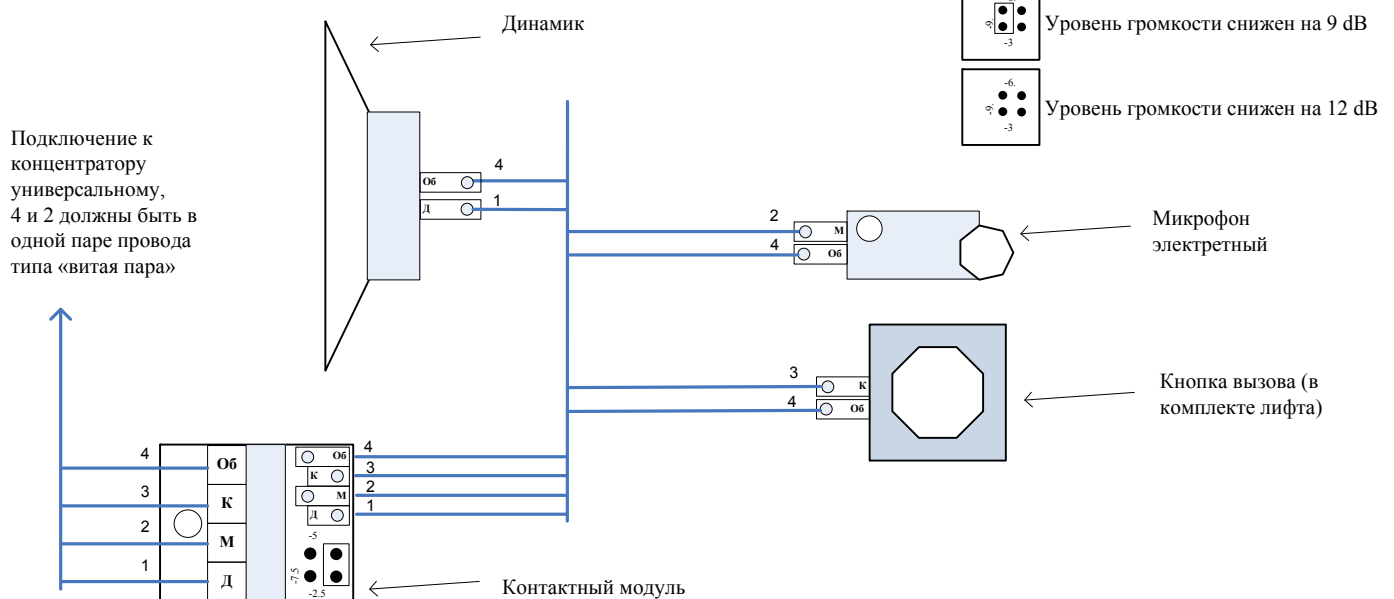 Динамик
-9.
-3
Уровень громкости снижен на 9 dB
-6.
-9.
-3
Уровень громкости снижен на 12 dB
Подключение к
концентратору
универсальному,
4 и 2 должны быть в
одной паре провода
типа «витая пара»
Об
4
Д
1
2
М
4
Об
Микрофон
электретный
3
К
4
Об
Кнопка вызова (в
комплекте лифта)
4
Об
Об
4
3
К
К
3
2
М
М
2
1
Д
Д
1
-5
-7.5
-2.5
Контактный модуль